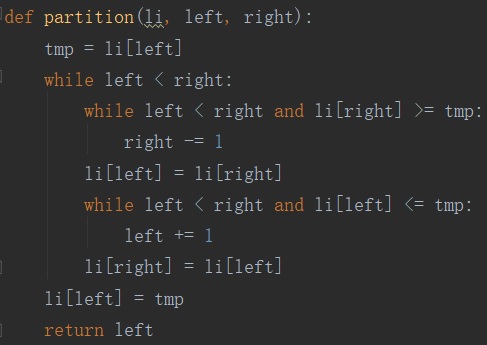 def partition(li, left, right):
    tmp = li[left]
    while left < right:
        while left < right and li[right] >= tmp:
            right -= 1
        li[left] = li[right]
        while left < right and li[left] <= tmp:
            left += 1
        li[right] = li[left]
    li[left] = tmp
    return left